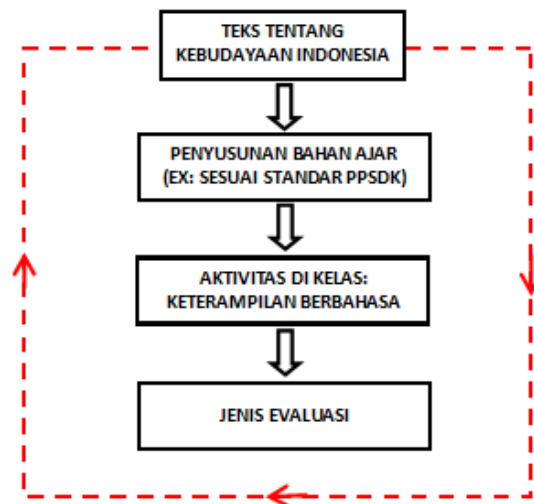 TEKS TENTANG
KEBUDAYAAN INDONESIA
PENYUSUNAN BAHAN AJAR
(EX: SESUAI STANDAR PPSDK)
AKTIVITAS DI KELAS:
KETERAMPILAN BERBAHASA
JENIS EVALUASI